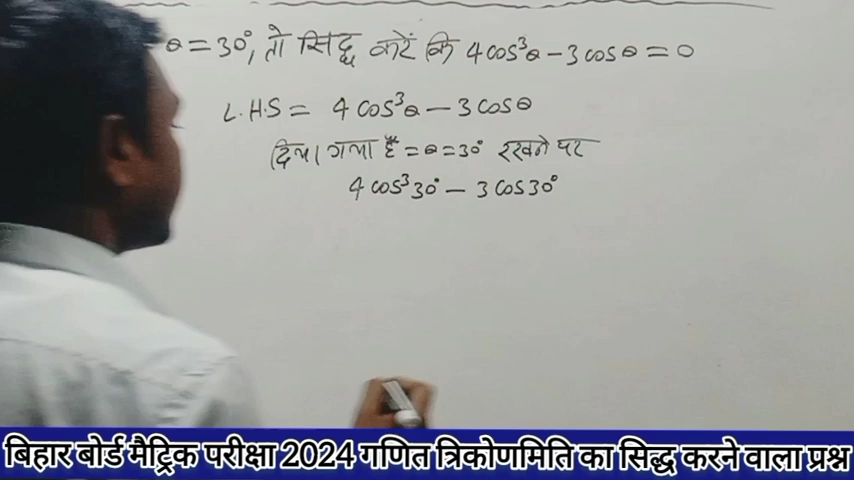 θ = 30°, तो सिद्ध करें कि 4cos³θ − 3cosθ = 0
L.H.S = 4cos³θ − 3cosθ
दिया गया है = θ = 30° रखने पर
4cos³30° − 3cos30°
बिहार बोर्ड मैट्रिक परीक्षा 2024 गणित त्रिकोणमिति का सिद्ध करने वाला प्रश्न